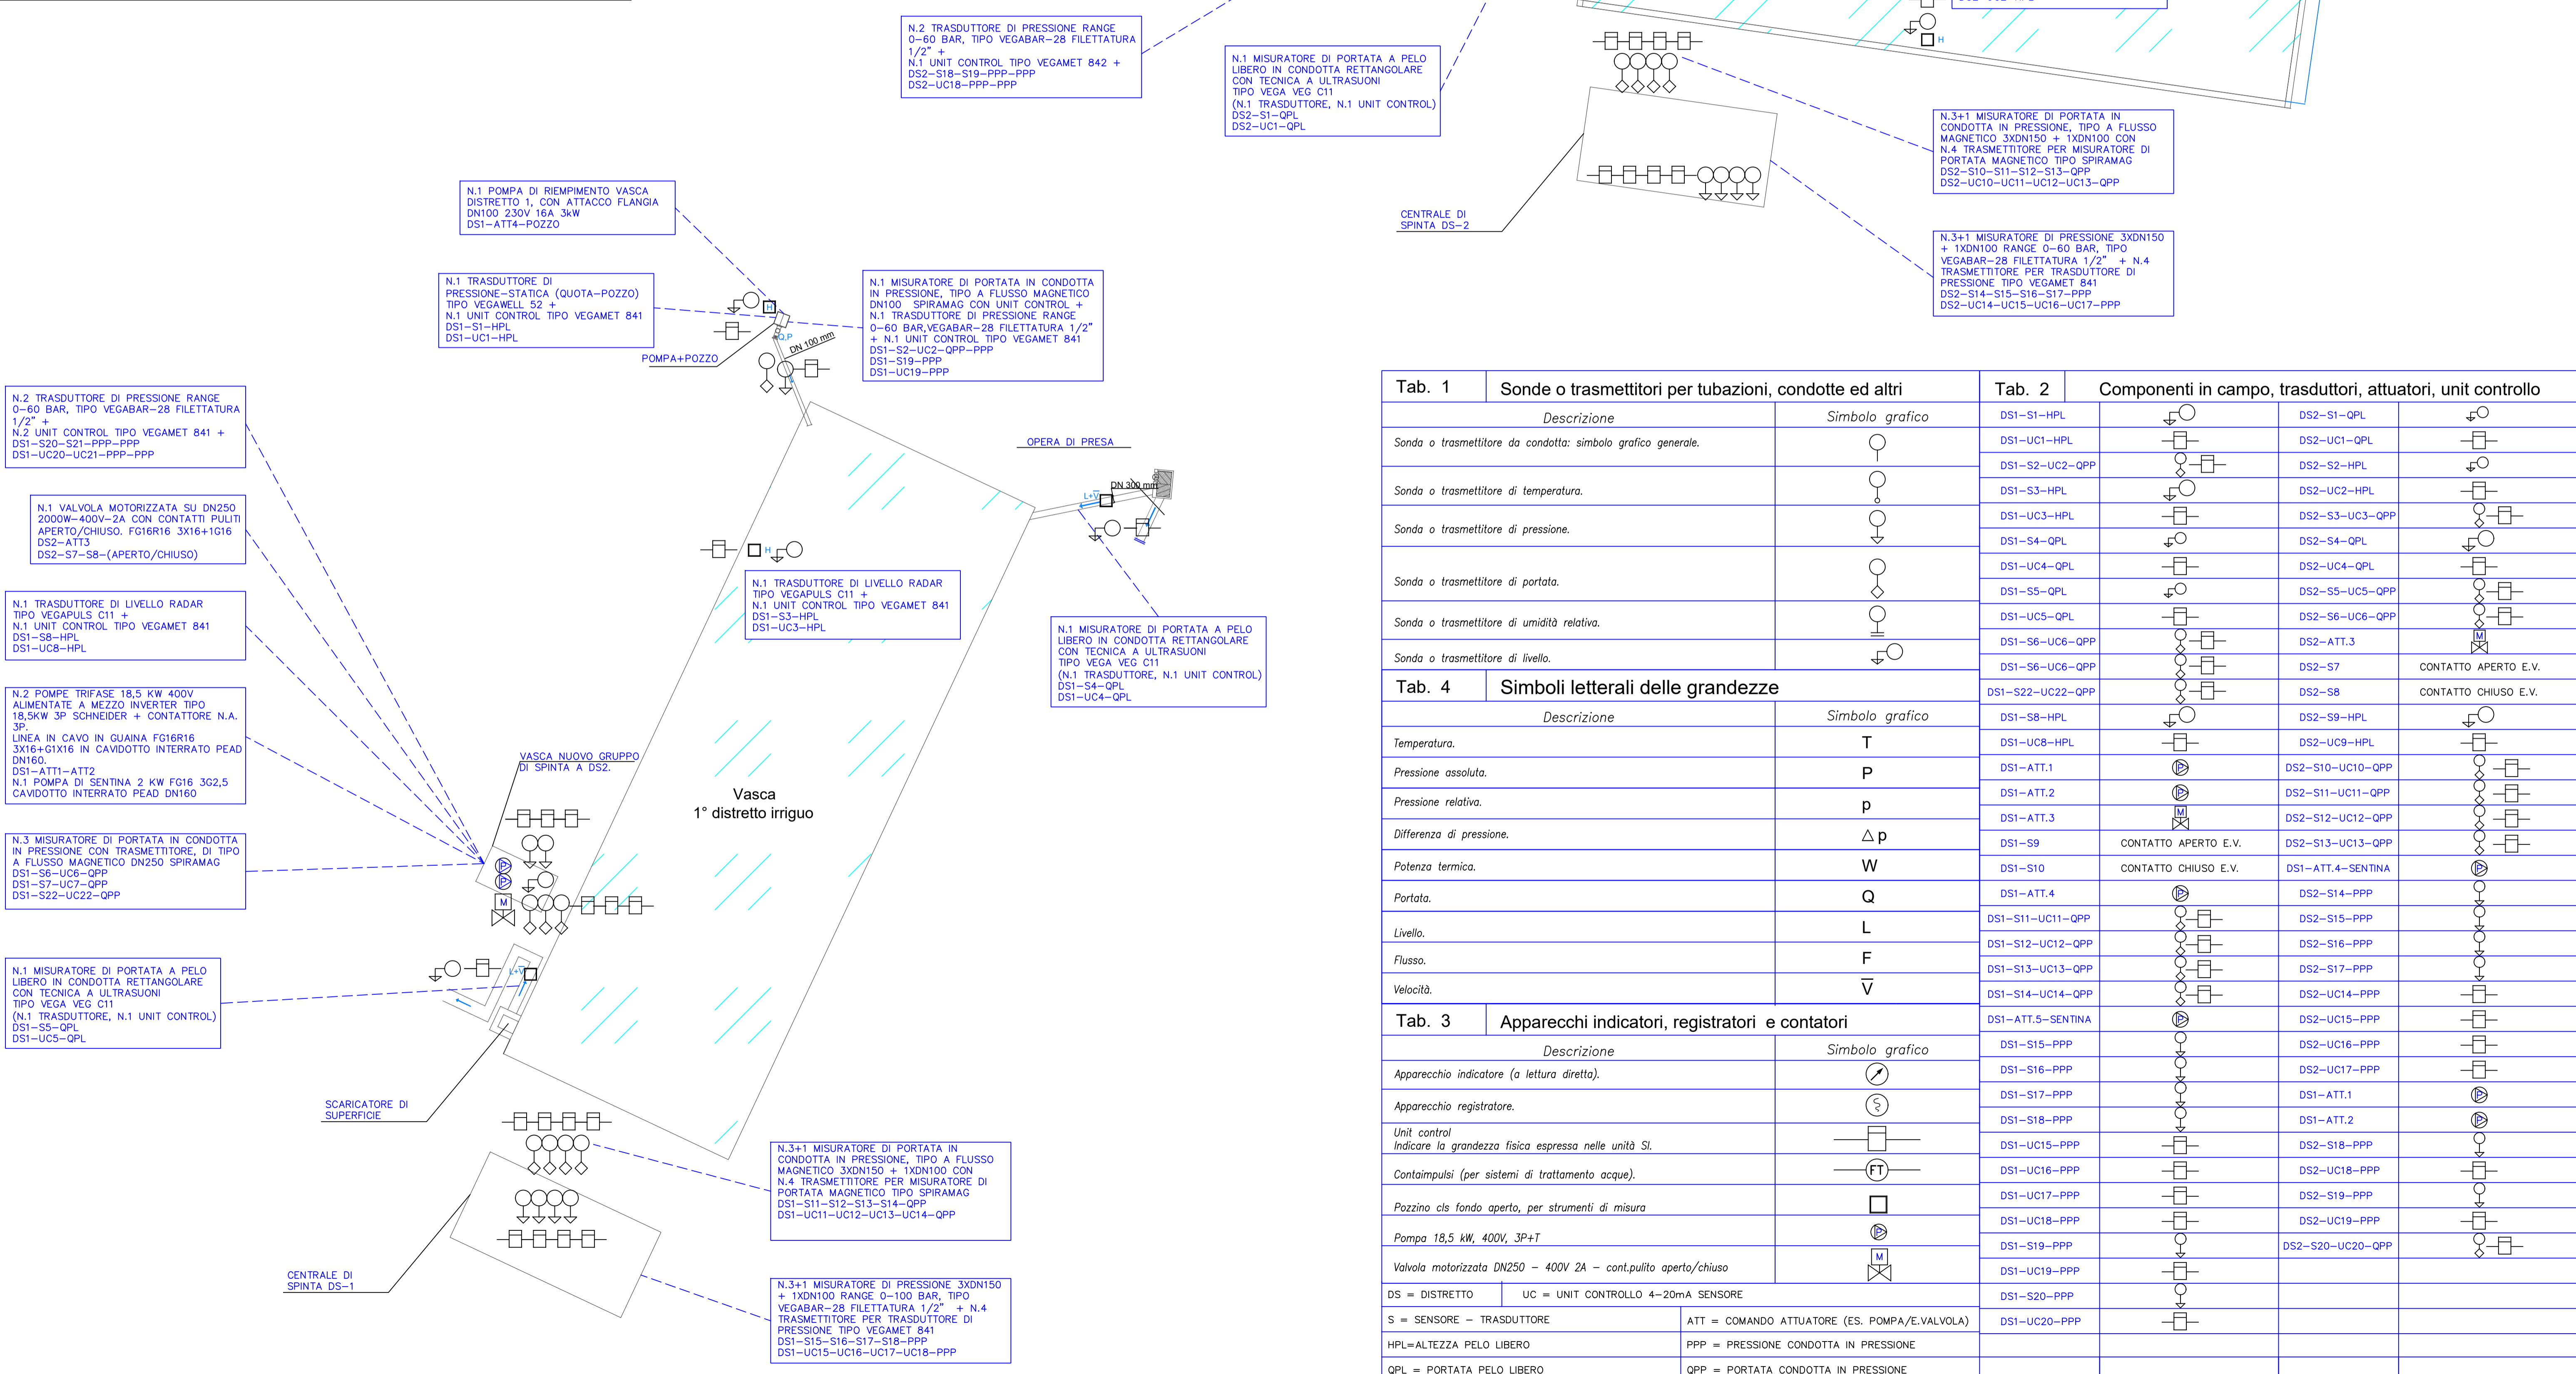 N.2 TRASDUTTORE DI PRESSIONE RANGE
0-60 BAR, TIPO VEGABAR-28 FILETTATURA
1/2" +
N.1 UNIT CONTROL TIPO VEGAMET 842 +
DS2-S18-S19-PPP-PPP
DS2-UC18-PPP-PPP
N.1 MISURATORE DI PORTATA A PELO
LIBERO IN CONDOTTA RETTANGOLARE
CON TECNICA A ULTRASUONI
TIPO VEGA VEG C11
(N.1 TRASDUTTORE, N.1 UNIT CONTROL)
DS2-S1-QPL
DS2-UC1-QPL
H
N.3+1 MISURATORE DI PORTATA IN
CONDOTTA IN PRESSIONE, TIPO A FLUSSO
MAGNETICO 3XDN150 + 1XDN100 CON
N.4 TRASMETTITORE PER MISURATORE DI
PORTATA MAGNETICO TIPO SPIRAMAG
DS2-S10-S11-S12-S13-QPP
DS2-UC10-UC11-UC12-UC13-QPP
CENTRALE DI
SPINTA DS-2
N.3+1 MISURATORE DI PRESSIONE 3XDN150
+ 1XDN100 RANGE 0-60 BAR, TIPO
VEGABAR-28 FILETTATURA 1/2" + N.4
TRASMETTITORE PER TRASDUTTORE DI
PRESSIONE TIPO VEGAMET 841
DS2-S14-S15-S16-S17-PPP
DS2-UC14-UC15-UC16-UC17-PPP
N.1 POMPA DI RIEMPIMENTO VASCA
DISTRETTO 1, CON ATTACCO FLANGIA
DN100 230V 16A 3kW
DS1-ATT4-POZZO
N.1 TRASDUTTORE DI
PRESSIONE-STATICA (QUOTA-POZZO)
TIPO VEGAWELL 52 +
N.1 UNIT CONTROL TIPO VEGAMET 841
DS1-S1-HPL
DS1-UC1-HPL
N.1 MISURATORE DI PORTATA IN CONDOTTA
IN PRESSIONE, TIPO A FLUSSO MAGNETICO
DN100 SPIRAMAG CON UNIT CONTROL +
N.1 TRASDUTTORE DI PRESSIONE RANGE
0-60 BAR,VEGABAR-28 FILETTATURA 1/2"
+ N.1 UNIT CONTROL TIPO VEGAMET 841
DS1-S2-UC2-QPP-PPP
DS1-S19-PPP
DS1-UC19-PPP
H
Q,P
DN 100 mm
POMPA+POZZO
N.2 TRASDUTTORE DI PRESSIONE RANGE
0-60 BAR, TIPO VEGABAR-28 FILETTATURA
1/2" +
N.2 UNIT CONTROL TIPO VEGAMET 841 +
DS1-S20-S21-PPP-PPP
DS1-UC20-UC21-PPP-PPP
N.1 VALVOLA MOTORIZZATA SU DN250
2000W-400V-2A CON CONTATTI PULITI
APERTO/CHIUSO. FG16R16 3X16+1G16
DS2-ATT3
DS2-S7-S8-(APERTO/CHIUSO)
N.1 TRASDUTTORE DI LIVELLO RADAR
TIPO VEGAPULS C11 +
N.1 UNIT CONTROL TIPO VEGAMET 841
DS1-S8-HPL
DS1-UC8-HPL
N.2 POMPE TRIFASE 18,5 KW 400V
ALIMENTATE A MEZZO INVERTER TIPO
18,5KW 3P SCHNEIDER + CONTATTORE N.A.
3P.
LINEA IN CAVO IN GUAINA FG16R16
3X16+G1X16 IN CAVIDOTTO INTERRATO PEAD
DN160.
DS1-ATT1-ATT2
N.1 POMPA DI SENTINA 2 KW FG16 3G2,5
CAVIDOTTO INTERRATO PEAD DN160
N.3 MISURATORE DI PORTATA IN CONDOTTA
IN PRESSIONE CON TRASMETTITORE, DI TIPO
A FLUSSO MAGNETICO DN250 SPIRAMAG
DS1-S6-UC6-QPP
DS1-S7-UC7-QPP
DS1-S22-UC22-QPP
N.1 MISURATORE DI PORTATA A PELO
LIBERO IN CONDOTTA RETTANGOLARE
CON TECNICA A ULTRASUONI
TIPO VEGA VEG C11
(N.1 TRASDUTTORE, N.1 UNIT CONTROL)
DS1-S5-QPL
DS1-UC5-QPL
OPERA DI PRESA
DN 300 mm
L+V̅
H
N.1 TRASDUTTORE DI LIVELLO RADAR
TIPO VEGAPULS C11 +
N.1 UNIT CONTROL TIPO VEGAMET 841
DS1-S3-HPL
DS1-UC3-HPL
N.1 MISURATORE DI PORTATA A PELO
LIBERO IN CONDOTTA RETTANGOLARE
CON TECNICA A ULTRASUONI
TIPO VEGA VEG C11
(N.1 TRASDUTTORE, N.1 UNIT CONTROL)
DS1-S4-QPL
DS1-UC4-QPL
VASCA NUOVO GRUPPO
DI SPINTA A DS2.
Vasca
1° distretto irriguo
P
P
M
L+V̅
SCARICATORE DI
SUPERFICIE
N.3+1 MISURATORE DI PORTATA IN
CONDOTTA IN PRESSIONE, TIPO A FLUSSO
MAGNETICO 3XDN150 + 1XDN100 CON
N.4 TRASMETTITORE PER MISURATORE DI
PORTATA MAGNETICO TIPO SPIRAMAG
DS1-S11-S12-S13-S14-QPP
DS1-UC11-UC12-UC13-UC14-QPP
CENTRALE DI
SPINTA DS-1
N.3+1 MISURATORE DI PRESSIONE 3XDN150
+ 1XDN100 RANGE 0-100 BAR, TIPO
VEGABAR-28 FILETTATURA 1/2" + N.4
TRASMETTITORE PER TRASDUTTORE DI
PRESSIONE TIPO VEGAMET 841
DS1-S15-S16-S17-S18-PPP
DS1-UC15-UC16-UC17-UC18-PPP
Tab. 1 Sonde o trasmettitori per tubazioni, condotte ed altri
Descrizione Simbolo grafico
Sonda o trasmettitore da condotta: simbolo grafico generale.
Sonda o trasmettitore di temperatura.
Sonda o trasmettitore di pressione.
Sonda o trasmettitore di portata.
Sonda o trasmettitore di umidità relativa.
Sonda o trasmettitore di livello.
Tab. 4 Simboli letterali delle grandezze
Descrizione Simbolo grafico
Temperatura. T
Pressione assoluta. P
Pressione relativa. p
Differenza di pressione. △ p
Potenza termica. W
Portata. Q
Livello. L
Flusso. F
Velocità. V̅
Tab. 3 Apparecchi indicatori, registratori e contatori
Descrizione Simbolo grafico
Apparecchio indicatore (a lettura diretta).
Apparecchio registratore.
Unit control
Indicare la grandezza fisica espressa nelle unità SI.
Contaimpulsi (per sistemi di trattamento acque). FT
Pozzino cls fondo aperto, per strumenti di misura
Pompa 18,5 kW, 400V, 3P+T P
Valvola motorizzata DN250 - 400V 2A - cont.pulito aperto/chiuso M
DS = DISTRETTO UC = UNIT CONTROLLO 4-20mA SENSORE
S = SENSORE - TRASDUTTORE ATT = COMANDO ATTUATORE (ES. POMPA/E.VALVOLA)
HPL=ALTEZZA PELO LIBERO PPP = PRESSIONE CONDOTTA IN PRESSIONE
QPL = PORTATA PELO LIBERO QPP = PORTATA CONDOTTA IN PRESSIONE
Tab. 2 Componenti in campo, trasduttori, attuatori, unit controllo
DS1-S1-HPL DS2-S1-QPL
DS1-UC1-HPL DS2-UC1-QPL
DS1-S2-UC2-QPP DS2-S2-HPL
DS1-S3-HPL DS2-UC2-HPL
DS1-UC3-HPL DS2-S3-UC3-QPP
DS1-S4-QPL DS2-S4-QPL
DS1-UC4-QPL DS2-UC4-QPL
DS1-S5-QPL DS2-S5-UC5-QPP
DS1-UC5-QPL DS2-S6-UC6-QPP
DS1-S6-UC6-QPP DS2-ATT.3 M
DS1-S6-UC6-QPP DS2-S7 CONTATTO APERTO E.V.
DS1-S22-UC22-QPP DS2-S8 CONTATTO CHIUSO E.V.
DS1-S8-HPL DS2-S9-HPL
DS1-UC8-HPL DS2-UC9-HPL
DS1-ATT.1 P DS2-S10-UC10-QPP
DS1-ATT.2 P DS2-S11-UC11-QPP
DS1-ATT.3 M DS2-S12-UC12-QPP
DS1-S9 CONTATTO APERTO E.V. DS2-S13-UC13-QPP
DS1-S10 CONTATTO CHIUSO E.V. DS1-ATT.4-SENTINA P
DS1-ATT.4 P DS2-S14-PPP
DS1-S11-UC11-QPP DS2-S15-PPP
DS1-S12-UC12-QPP DS2-S16-PPP
DS1-S13-UC13-QPP DS2-S17-PPP
DS1-S14-UC14-QPP DS2-UC14-PPP
DS1-ATT.5-SENTINA P DS2-UC15-PPP
DS1-S15-PPP DS2-UC16-PPP
DS1-S16-PPP DS2-UC17-PPP
DS1-S17-PPP DS1-ATT.1 P
DS1-S18-PPP DS1-ATT.2 P
DS1-UC15-PPP DS2-S18-PPP
DS1-UC16-PPP DS2-UC18-PPP
DS1-UC17-PPP DS2-S19-PPP
DS1-UC18-PPP DS2-UC19-PPP
DS1-S19-PPP DS2-S20-UC20-QPP
DS1-UC19-PPP
DS1-S20-PPP
DS1-UC20-PPP